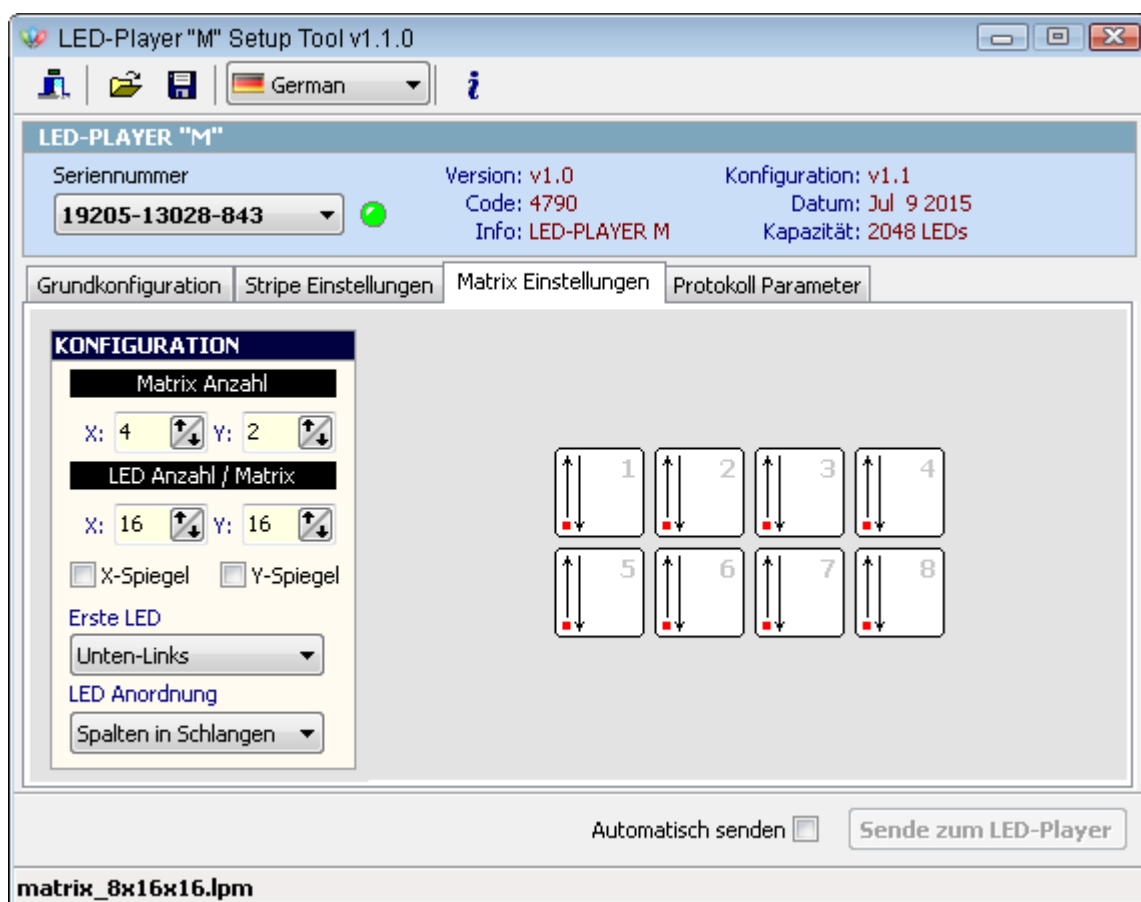 LED-Player "M" Setup Tool v1.1.0
German
LED-PLAYER "M"
Seriennummer
19205-13028-843
Version: v1.0
Code: 4790
Info: LED-PLAYER M
Konfiguration: v1.1
Datum: Jul 9 2015
Kapazität: 2048 LEDs
Grundkonfiguration Stripe Einstellungen Matrix Einstellungen Protokoll Parameter
KONFIGURATION
Matrix Anzahl
X: 4 Y: 2
LED Anzahl / Matrix
X: 16 Y: 16
X-Spiegel Y-Spiegel
Erste LED
Unten-Links
LED Anordnung
Spalten in Schlangen
1 2 3 4
5 6 7 8
Automatisch senden Sende zum LED-Player
matrix_8x16x16.lpm